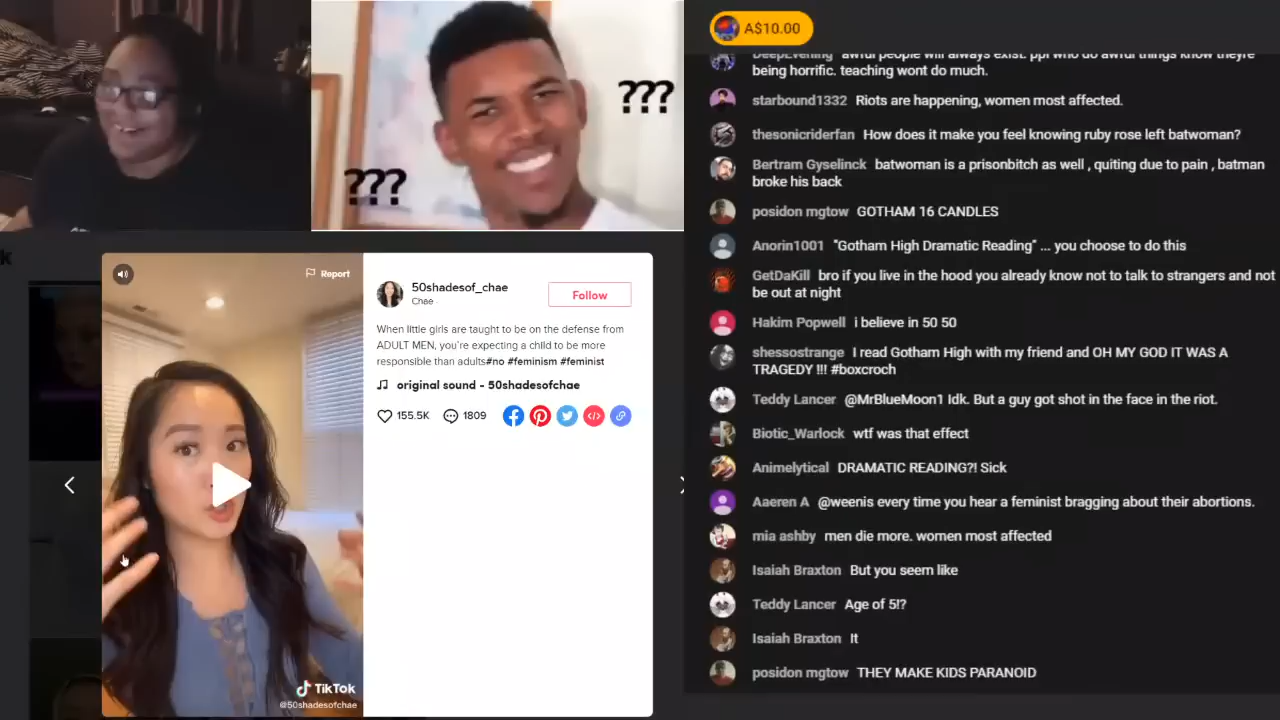 ???
???
A$10.00
DeepEvening awful people will always exist. ppl who do awful things know theyre
being horrific. teaching wont do much.
starbound1332 Riots are happening, women most affected.
thesonicriderfan How does it make you feel knowing ruby rose left batwoman?
Bertram Gyselinck batwoman is a prisonbitch as well , quiting due to pain , batman
broke his back
posidon mgtow GOTHAM 16 CANDLES
Anorin1001 "Gotham High Dramatic Reading" ... you choose to do this
GetDaKill bro if you live in the hood you already know not to talk to strangers and not
be out at night
Hakim Popwell i believe in 50 50
shessostrange I read Gotham High with my friend and OH MY GOD IT WAS A
TRAGEDY !!! #boxcroch
Teddy Lancer @MrBlueMoon1 Idk. But a guy got shot in the face in the riot.
Biotic_Warlock wtf was that effect
Animelytical DRAMATIC READING?! Sick
Aaeren A @weenis every time you hear a feminist bragging about their abortions.
mia ashby men die more. women most affected
Isaiah Braxton But you seem like
Teddy Lancer Age of 5!?
Isaiah Braxton It
posidon mgtow THEY MAKE KIDS PARANOID
k
Report
50shadesof_chae
Chae ·
Follow
When little girls are taught to be on the defense from
ADULT MEN, you're expecting a child to be more
responsible than adults#no #feminism #feminist
original sound - 50shadesofchae
155.5K 1809
TikTok
@50shadesofchae